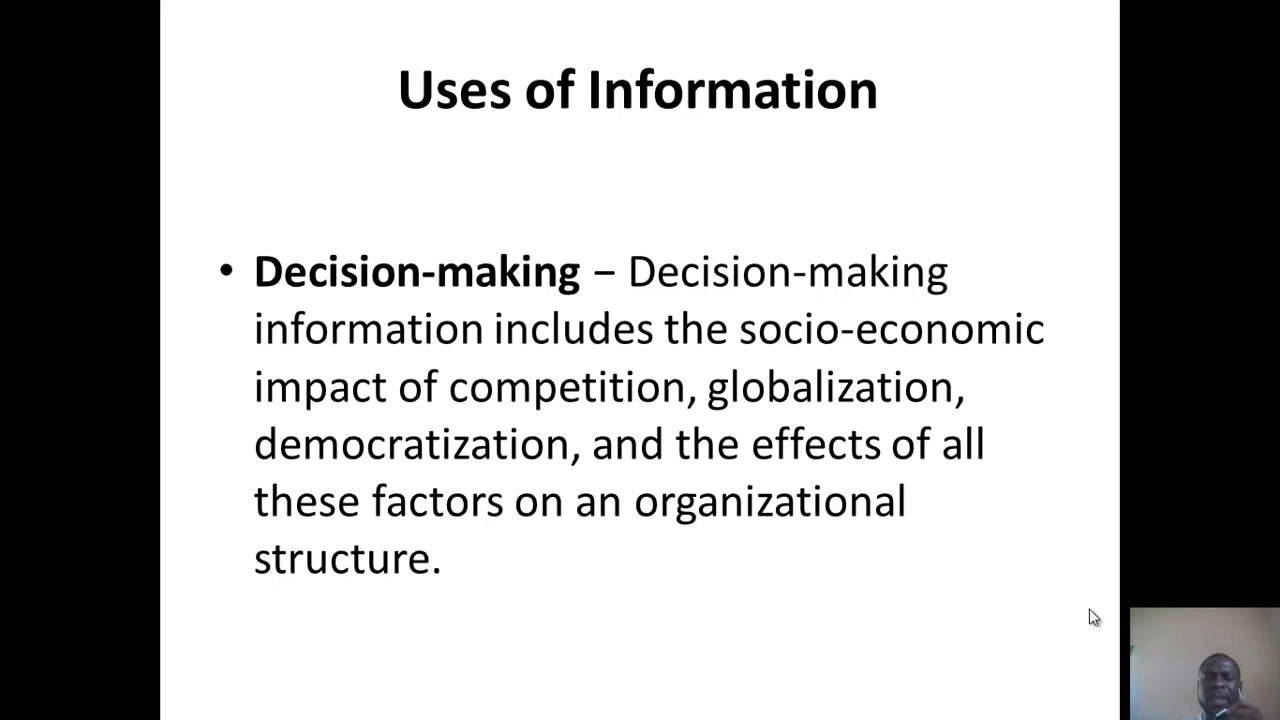 Uses of Information
• Decision-making – Decision-making
information includes the socio-economic
impact of competition, globalization,
democratization, and the effects of all
these factors on an organizational
structure.